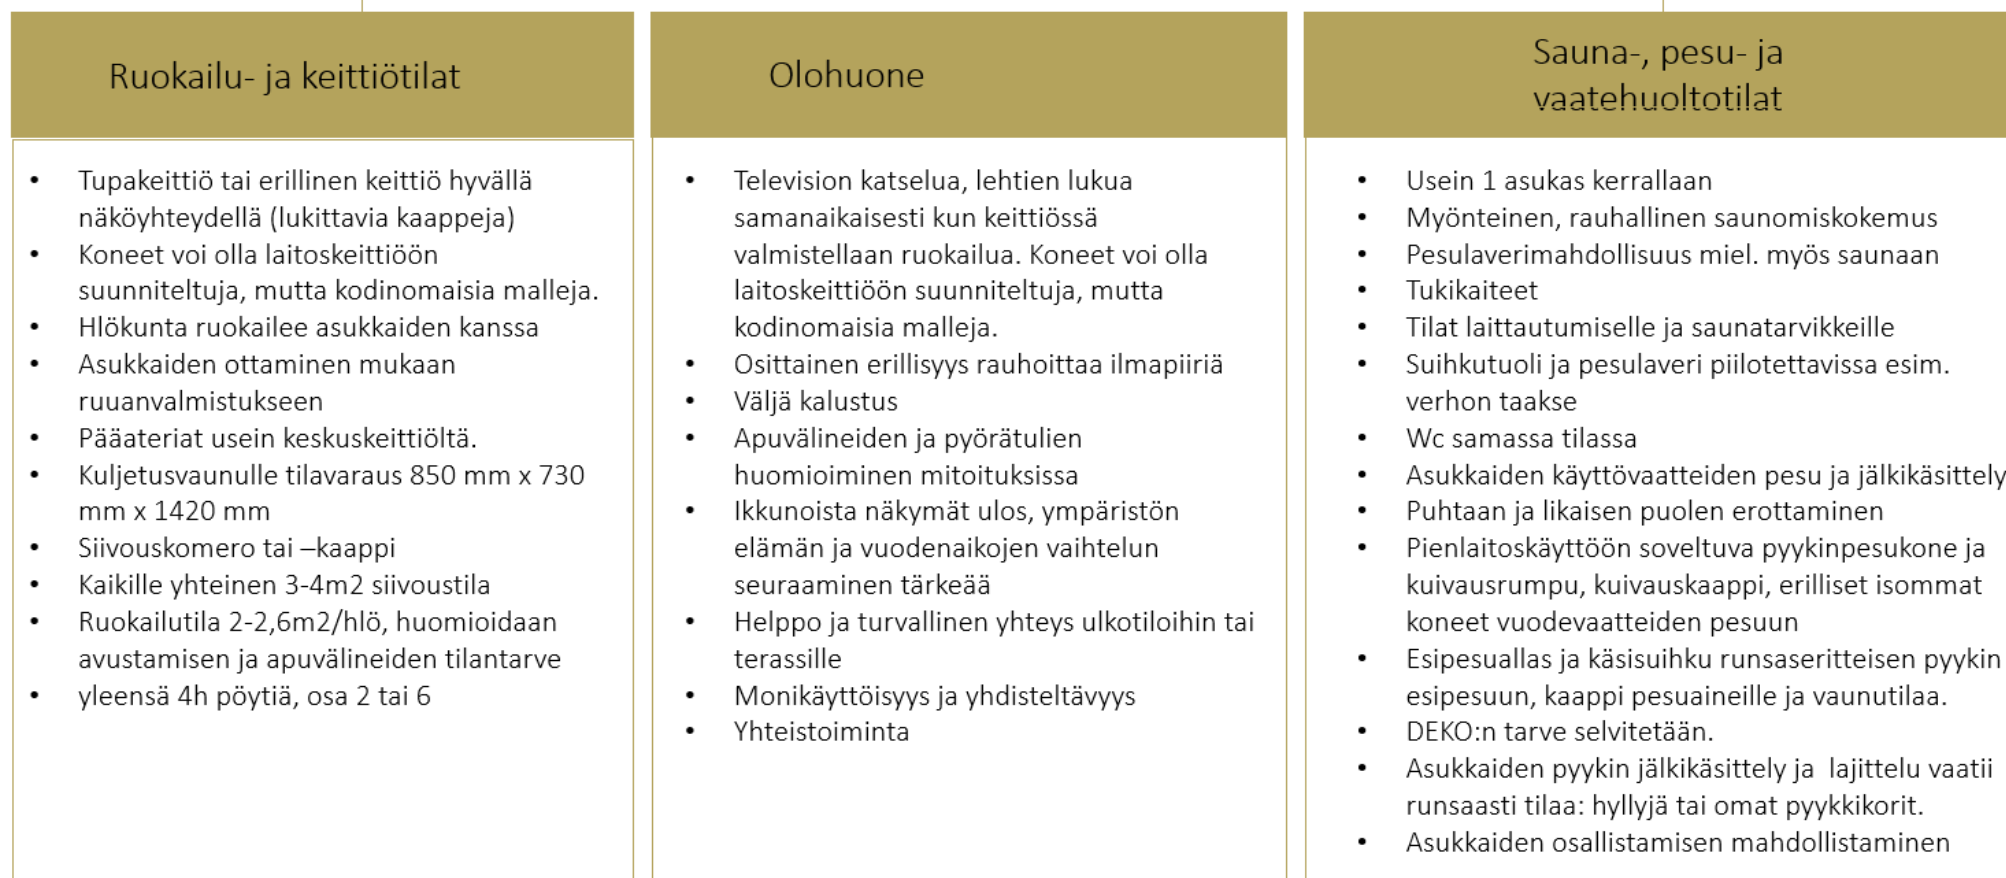 Ruokailu- ja keittiötilat
• Tupakeittiö tai erillinen keittiö hyvällä
näköyhteydellä (lukittavia kaappeja)
• Koneet voi olla laitoskeittiöön
suunniteltuja, mutta kodinomaisia malleja.
• Hlökunta ruokailee asukkaiden kanssa
• Asukkaiden ottaminen mukaan
ruuanvalmistukseen
• Pääateriat usein keskuskeittiöltä.
• Kuljetusvaunulle tilavaraus 850 mm x 730
mm x 1420 mm
• Siivouskomero tai –kaappi
• Kaikille yhteinen 3-4m2 siivoustila
• Ruokailutila 2-2,6m2/hlö, huomioidaan
avustamisen ja apuvälineiden tilantarve
• yleensä 4h pöytiä, osa 2 tai 6
Olohuone
• Television katselua, lehtien lukua
samanaikaisesti kun keittiössä
valmistellaan ruokailua. Koneet voi olla
laitoskeittiöön suunniteltuja, mutta
kodinomaisia malleja.
• Osittainen erillisyys rauhoittaa ilmapiiriä
• Väljä kalustus
• Apuvälineiden ja pyörätulien
huomioiminen mitoituksissa
• Ikkunoista näkymät ulos, ympäristön
elämän ja vuodenaikojen vaihtelun
seuraaminen tärkeää
• Helppo ja turvallinen yhteys ulkotiloihin tai
terassille
• Monikäyttöisyys ja yhdisteltävyys
• Yhteistoiminta
Sauna-, pesu- ja
vaatehuoltotilat
• Usein 1 asukas kerrallaan
• Myönteinen, rauhallinen saunomiskokemus
• Pesulaverimahdollisuus miel. myös saunaan
• Tukikaiteet
• Tilat laittautumiselle ja saunatarvikkeille
• Suihkutuoli ja pesulaveri piilotettavissa esim.
verhon taakse
• Wc samassa tilassa
• Asukkaiden käyttövaatteiden pesu ja jälkikäsittely
• Puhtaan ja likaisen puolen erottaminen
• Pienlaitoskäyttöön soveltuva pyykinpesukone ja
kuivausrumpu, kuivauskaappi, erilliset isommat
koneet vuodevaatteiden pesuun
• Esipesuallas ja käsisuihku runsaseritteisen pyykin
esipesuun, kaappi pesuaineille ja vaunutilaa.
• DEKO:n tarve selvitetään.
• Asukkaiden pyykin jälkikäsittely ja  lajittelu vaatii
runsaasti tilaa: hyllyjä tai omat pyykkikorit.
• Asukkaiden osallistamisen mahdollistaminen